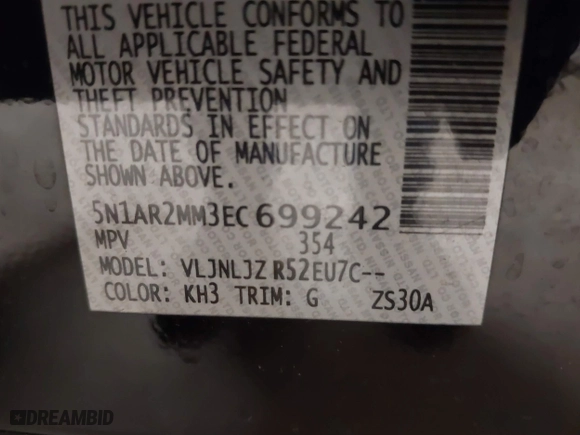 THIS VEHICLE CONFORMS TO
ALL APPLICABLE FEDERAL
MOTOR VEHICLE SAFETY AND
THEFT PREVENTION
STANDARDS IN EFFECT ON
THE DATE OF MANUFACTURE
SHOWN ABOVE.
5N1AR2MM3EC699242
MPV 354
MODEL: VLJNLJZ R52EU7C--
COLOR: KH3 TRIM: G ZS30A
DREAMBID